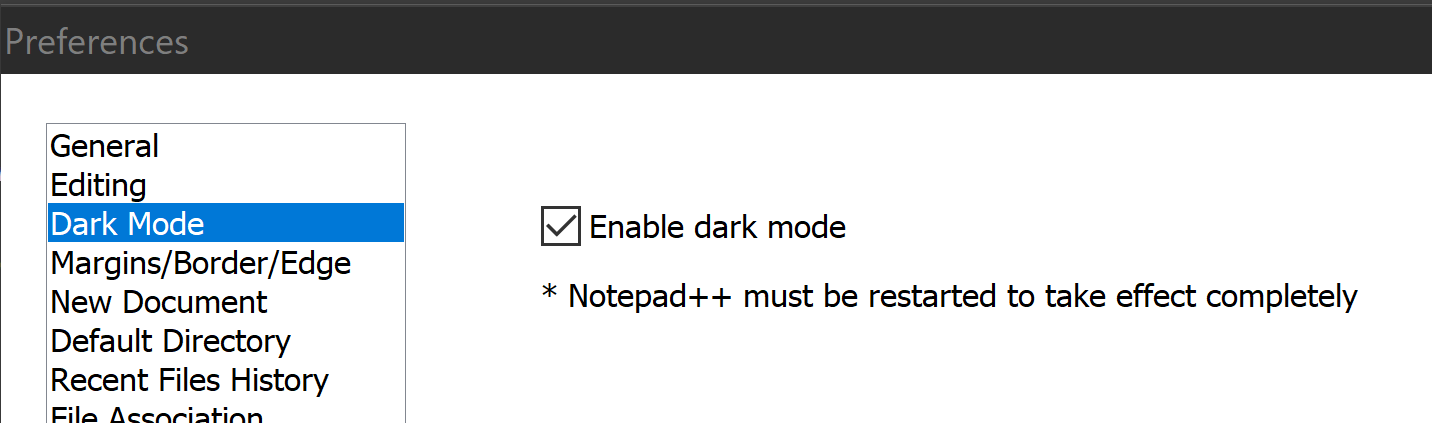 Preferences
General
Editing
Dark Mode
Margins/Border/Edge
New Document
Default Directory
Recent Files History
File Association
Enable dark mode
* Notepad++ must be restarted to take effect completely